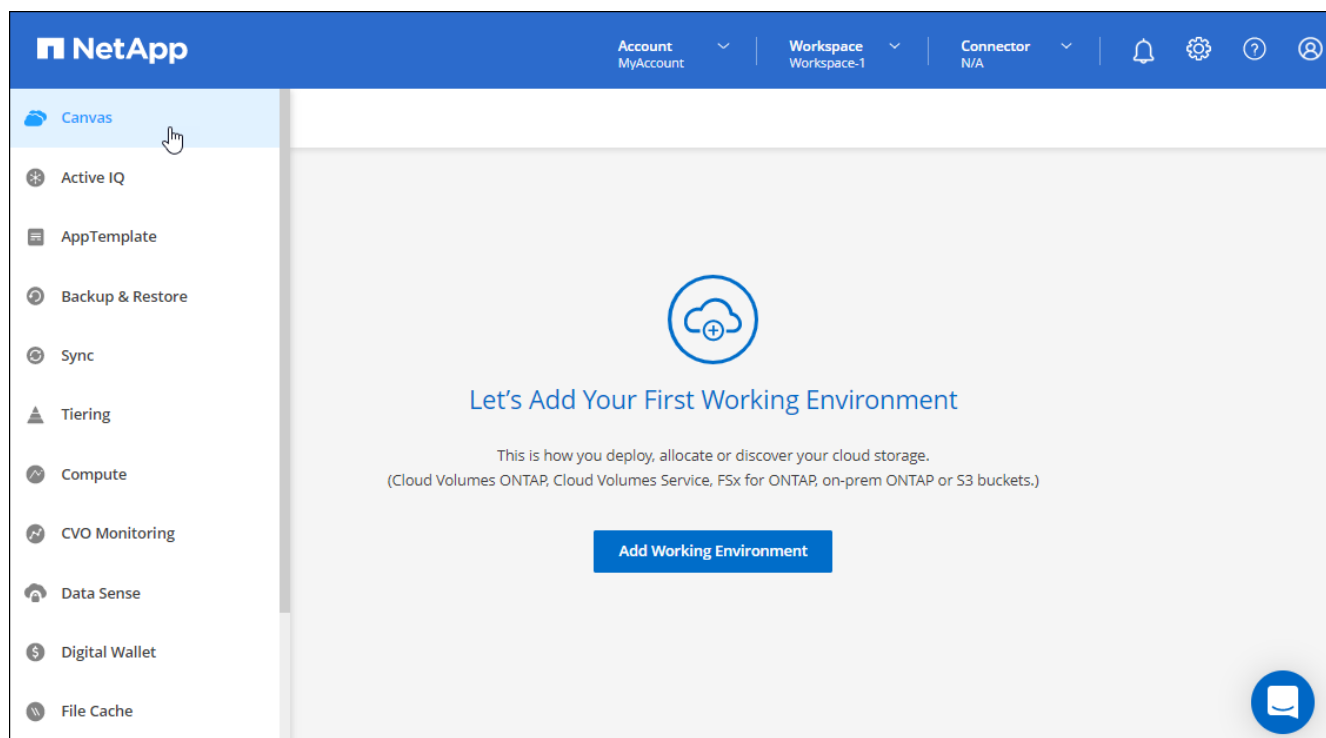 NetApp
Account
MyAccount
Workspace
Workspace-1
Connector
N/A
Canvas
Active IQ
AppTemplate
Backup & Restore
Sync
Tiering
Compute
CVO Monitoring
Data Sense
Digital Wallet
File Cache
Let's Add Your First Working Environment
This is how you deploy, allocate or discover your cloud storage.
(Cloud Volumes ONTAP, Cloud Volumes Service, FSx for ONTAP, on-prem ONTAP or S3 buckets.)
Add Working Environment